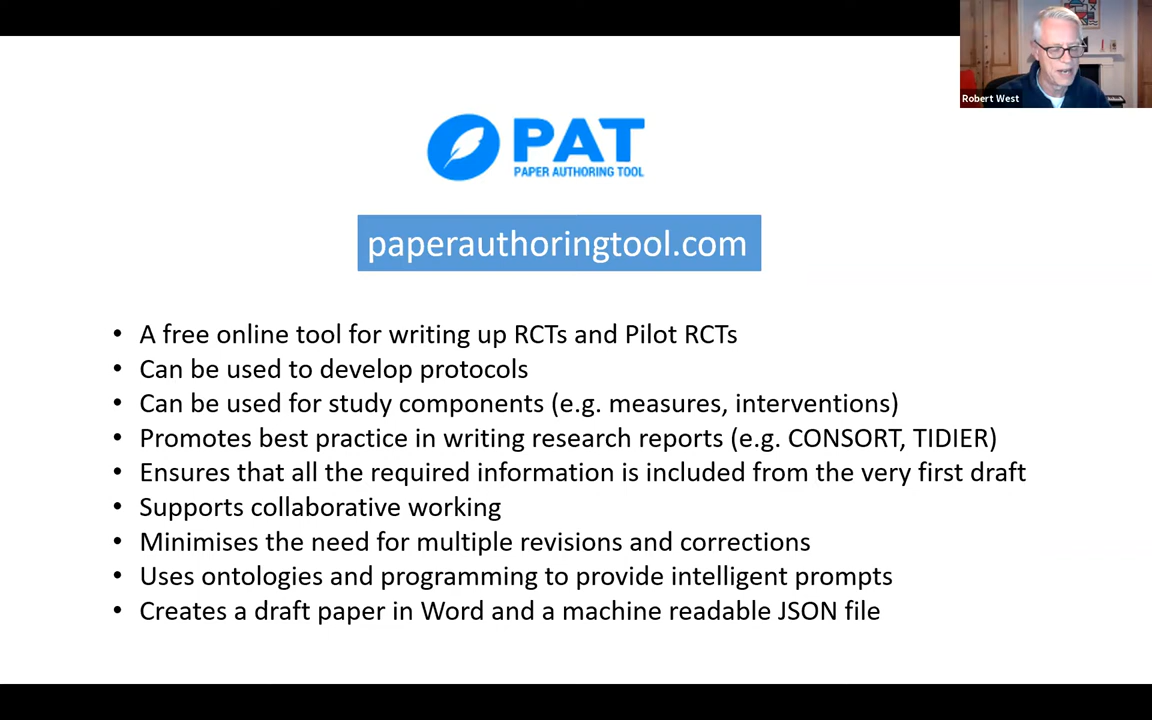 Robert West
PAT
PAPER AUTHORING TOOL
paperauthoringtool.com
• A free online tool for writing up RCTs and Pilot RCTs
• Can be used to develop protocols
• Can be used for study components (e.g. measures, interventions)
• Promotes best practice in writing research reports (e.g. CONSORT, TIDIER)
• Ensures that all the required information is included from the very first draft
• Supports collaborative working
• Minimises the need for multiple revisions and corrections
• Uses ontologies and programming to provide intelligent prompts
• Creates a draft paper in Word and a machine readable JSON file